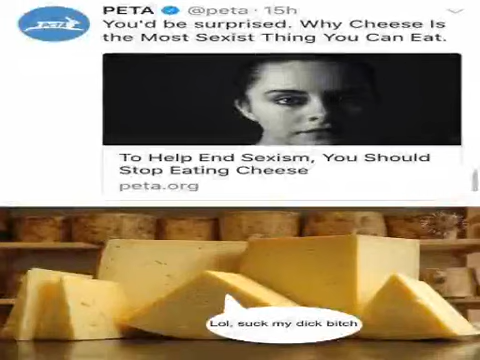 PETA @peta · 15h
You'd be surprised. Why Cheese Is
the Most Sexist Thing You Can Eat.
To Help End Sexism, You Should
Stop Eating Cheese
peta.org
Lol, suck my dick bitch